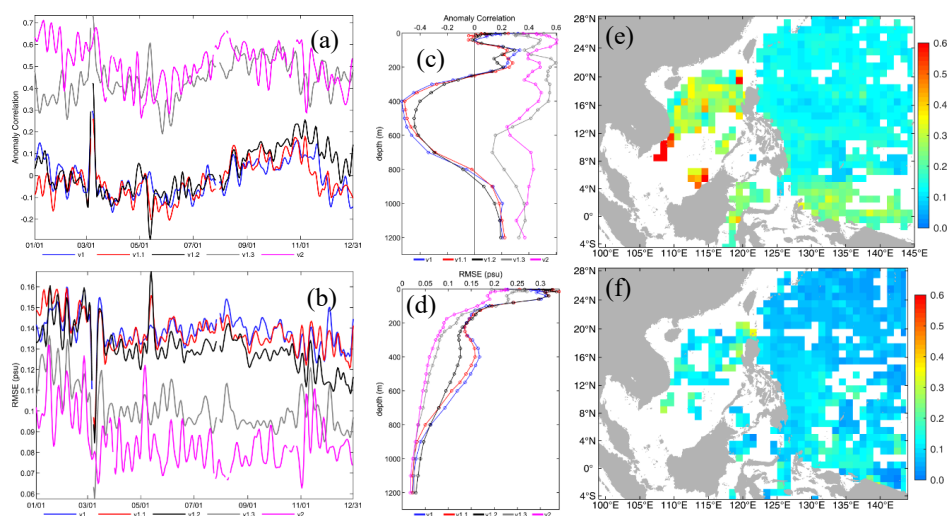 (a)
Anomaly Correlation
0.7
0.6
0.5
0.4
0.3
0.2
0.1
0
-0.1
-0.2
01/01 03/01 05/01 07/01 09/01 11/01 12/31
v1 v1.1 v1.2 v1.3 v2
(b)
RMSE (psu)
0.16
0.15
0.14
0.13
0.12
0.11
0.1
0.09
0.08
0.07
0.06
01/01 03/01 05/01 07/01 09/01 11/01 12/31
v1 v1.1 v1.2 v1.3 v2
Anomaly Correlation
-0.4 -0.2 0 0.2 0.4 0.6
(c)
depth (m)
0
200
400
600
800
1000
1200
v1 v1.1 v1.2 v1.3 v2
RMSE (psu)
0 0.05 0.1 0.15 0.2 0.25 0.3
(d)
depth (m)
0
200
400
600
800
1000
1200
v1 v1.1 v1.2 v1.3 v2
(e)
28°N
24°N
20°N
16°N
12°N
8°N
4°N
0°
4°S
100°E 105°E 110°E 115°E 120°E 125°E 130°E 135°E 140°E 145°E
0.6
0.5
0.4
0.3
0.2
0.1
0.0
(f)
28°N
24°N
20°N
16°N
12°N
8°N
4°N
0°
4°S
100°E 105°E 110°E 115°E 120°E 125°E 130°E 135°E 140°E
0.6
0.5
0.4
0.3
0.2
0.1
0.0